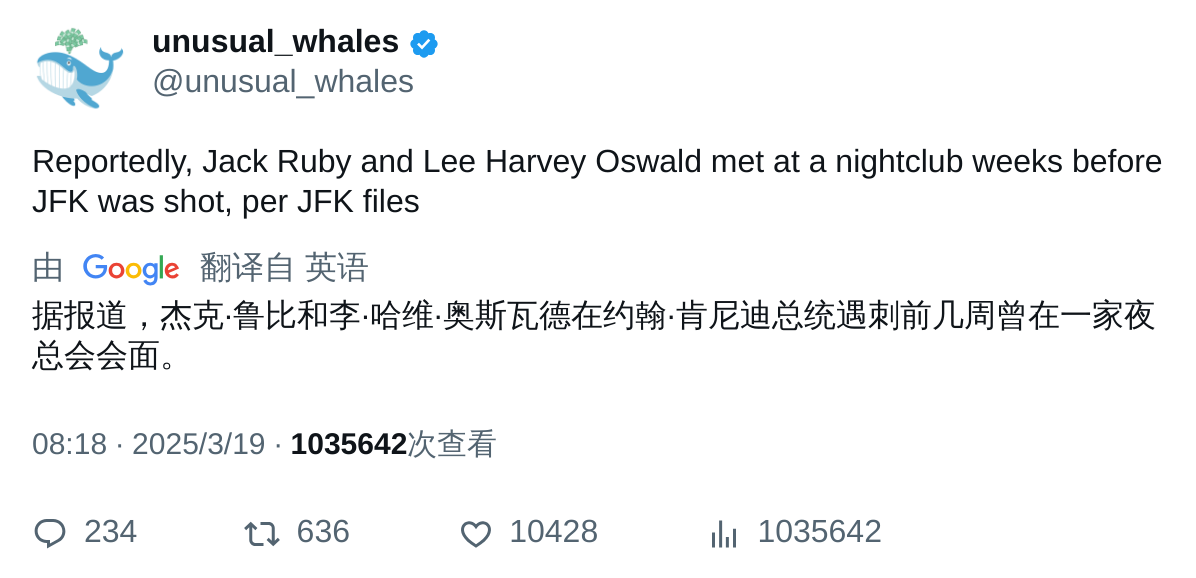 unusual_whales
@unusual_whales
Reportedly, Jack Ruby and Lee Harvey Oswald met at a nightclub weeks before
JFK was shot, per JFK files
由 Google 翻译自 英语
据报道，杰克·鲁比和李·哈维·奥斯瓦德在约翰·肯尼迪总统遇刺前几周曾在一家夜
总会会面。
08:18 · 2025/3/19 · 1035642次查看
234 636 10428 1035642